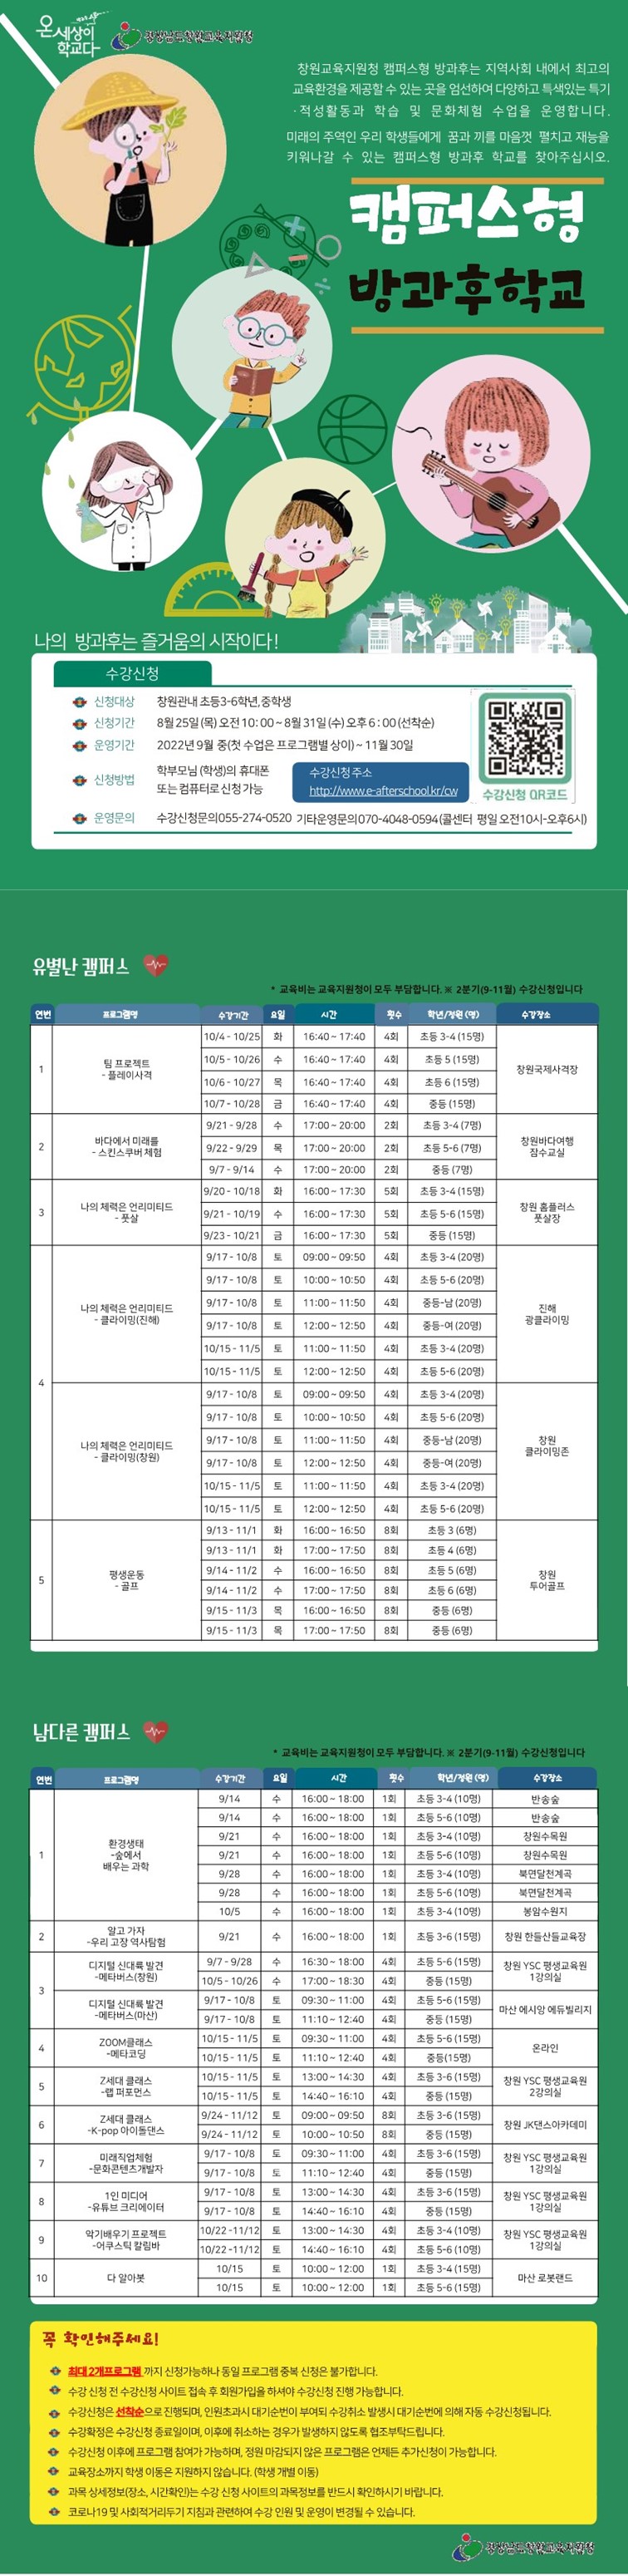 온세상이
학교다
경상남도창원교육지원청
창원교육지원청 캠퍼스형 방과후는 지역사회 내에서 최고의
교육환경을 제공할 수 있는 곳을 엄선하여 다양하고 특색있는 특기
·적성활동과 학습 및 문화체험 수업을 운영합니다.
미래의 주역인 우리 학생들에게 꿈과 끼를 마음껏 펼치고 재능을
키워나갈 수 있는 캠퍼스형 방과후 학교를 찾아주십시오.
캠퍼스형
방과후학교
나의 방과후는 즐거움의 시작이다!
수강신청
신청대상 창원관내 초등3-6학년,중학생
신청기간 8월 25일(목) 오전 10:00 ~ 8월 31일 (수) 오후 6:00 (선착순)
운영기간 2022년 9월 중(첫 수업은 프로그램별 상이) ~ 11월 30일
신청방법 학부모님 (학생)의 휴대폰
또는 컴퓨터로 신청 가능
수강신청 주소
http://www.e-afterschool.kr/cw
수강신청 QR코드
운영문의 수강신청문의055-274-0520 기타운영문의070-4048-0594(콜센터 평일 오전10시-오후6시)
유별난 캠퍼스
* 교육비는 교육지원청이 모두 부담합니다. ※ 2분기(9-11월) 수강신청입니다
연번 프로그램명 수강기간 요일 시간 횟수 학년/정원 (명) 수강장소
1 팀 프로젝트
- 플레이사격
10/4 - 10/25 화 16:40 ~ 17:40 4회 초등 3-4 (15명)
10/5 - 10/26 수 16:40 ~ 17:40 4회 초등 5 (15명)
10/6 - 10/27 목 16:40 ~ 17:40 4회 초등 6 (15명)
10/7 - 10/28 금 16:40 ~ 17:40 4회 중등 (15명)
창원국제사격장
2 바다에서 미래를
- 스킨스쿠버 체험
9/21 - 9/28 수 17:00 ~ 20:00 2회 초등 3-4 (7명)
9/22 - 9/29 목 17:00 ~ 20:00 2회 초등 5-6 (7명)
9/7 - 9/14 수 17:00 ~ 20:00 2회 중등 (7명)
창원바다여행
잠수교실
3 나의 체력은 언리미티드
- 풋살
9/20 - 10/18 화 16:00 ~ 17:30 5회 초등 3-4 (15명)
9/21 - 10/19 수 16:00 ~ 17:30 5회 초등 5-6 (15명)
9/23 - 10/21 금 16:00 ~ 17:30 5회 중등 (15명)
창원 홈플러스
풋살장
4 나의 체력은 언리미티드
- 클라이밍(진해)
9/17 - 10/8 토 09:00 ~ 09:50 4회 초등 3-4 (20명)
9/17 - 10/8 토 10:00 ~ 10:50 4회 초등 5-6 (20명)
9/17 - 10/8 토 11:00 ~ 11:50 4회 중등-남 (20명)
9/17 - 10/8 토 12:00 ~ 12:50 4회 중등-여 (20명)
10/15 - 11/5 토 11:00 ~ 11:50 4회 초등 3-4 (20명)
10/15 - 11/5 토 12:00 ~ 12:50 4회 초등 5-6 (20명)
진해
광클라이밍
나의 체력은 언리미티드
- 클라이밍(창원)
9/17 - 10/8 토 09:00 ~ 09:50 4회 초등 3-4 (20명)
9/17 - 10/8 토 10:00 ~ 10:50 4회 초등 5-6 (20명)
9/17 - 10/8 토 11:00 ~ 11:50 4회 중등-남 (20명)
9/17 - 10/8 토 12:00 ~ 12:50 4회 중등-여 (20명)
10/15 - 11/5 토 11:00 ~ 11:50 4회 초등 3-4 (20명)
10/15 - 11/5 토 12:00 ~ 12:50 4회 초등 5-6 (20명)
창원
클라이밍존
5 평생운동
- 골프
9/13 - 11/1 화 16:00 ~ 16:50 8회 초등 3 (6명)
9/13 - 11/1 화 17:00 ~ 17:50 8회 초등 4 (6명)
9/14 - 11/2 수 16:00 ~ 16:50 8회 초등 5 (6명)
9/14 - 11/2 수 17:00 ~ 17:50 8회 초등 6 (6명)
9/15 - 11/3 목 16:00 ~ 16:50 8회 중등 (6명)
9/15 - 11/3 목 17:00 ~ 17:50 8회 중등 (6명)
창원
투어골프
남다른 캠퍼스
* 교육비는 교육지원청이 모두 부담합니다. ※ 2분기(9-11월) 수강신청입니다
연번 프로그램명 수강기간 요일 시간 횟수 학년/정원 (명) 수강장소
1 환경생태
-숲에서
배우는 과학
9/14 수 16:00 ~ 18:00 1회 초등 3-4 (10명) 반송숲
9/14 수 16:00 ~ 18:00 1회 초등 5-6 (10명) 반송숲
9/21 수 16:00 ~ 18:00 1회 초등 3-4 (10명) 창원수목원
9/21 수 16:00 ~ 18:00 1회 초등 5-6 (10명) 창원수목원
9/28 수 16:00 ~ 18:00 1회 초등 3-4 (10명) 북면달천계곡
9/28 수 16:00 ~ 18:00 1회 초등 5-6 (10명) 북면달천계곡
10/5 수 16:00 ~ 18:00 1회 초등 3-4 (10명) 봉암수원지
2 알고 가자
-우리 고장 역사탐험
9/21 수 16:00 ~ 18:00 1회 초등 3-6 (15명) 창원 한들산들교육장
3 디지털 신대륙 발견
-메타버스(창원)
9/7 - 9/28 수 16:30 ~ 18:00 4회 초등 5-6 (15명)
10/5 - 10/26 수 17:00 ~ 18:30 4회 중등 (15명)
창원 YSC 평생교육원
1강의실
디지털 신대륙 발견
-메타버스(마산)
9/17 - 10/8 토 09:30 ~ 11:00 4회 초등 5-6 (15명)
9/17 - 10/8 토 11:10 ~ 12:40 4회 중등 (15명)
마산 에시앙 에듀빌리지
4 ZOOM클래스
-메타코딩
10/15 - 11/5 토 09:30 ~ 11:00 4회 초등 5-6 (15명)
10/15 - 11/5 토 11:10 ~ 12:40 4회 중등(15명)
온라인
5 Z세대 클래스
-랩 퍼포먼스
10/15 - 11/5 토 13:00 ~ 14:30 4회 초등 3-6 (15명)
10/15 - 11/5 토 14:40 ~ 16:10 4회 중등 (15명)
창원 YSC 평생교육원
2강의실
6 Z세대 클래스
-K-pop 아이돌댄스
9/24 - 11/12 토 09:00 ~ 09:50 8회 초등 3-6 (15명)
9/24 - 11/12 토 10:00 ~ 10:50 8회 중등 (15명)
창원 JK댄스아카데미
7 미래직업체험
-문화콘텐츠개발자
9/17 - 10/8 토 09:30 ~ 11:00 4회 초등 3-6 (15명)
9/17 - 10/8 토 11:10 ~ 12:40 4회 중등 (15명)
창원 YSC 평생교육원
1강의실
8 1인 미디어
-유튜브 크리에이터
9/17 - 10/8 토 13:00 ~ 14:30 4회 초등 3-6 (15명)
9/17 - 10/8 토 14:40 ~ 16:10 4회 중등 (15명)
창원 YSC 평생교육원
1강의실
9 악기배우기 프로젝트
-어쿠스틱 칼림바
10/22 -11/12 토 13:00 ~ 14:30 4회 초등 3-4 (10명)
10/22 -11/12 토 14:40 ~ 16:10 4회 초등 5-6 (10명)
창원 YSC 평생교육원
1강의실
10 다 알아봇
10/15 토 10:00 ~ 12:00 1회 초등 3-4 (15명)
10/15 토 10:00 ~ 12:00 1회 초등 5-6 (15명)
마산 로봇랜드
꼭 확인해주세요!
최대 2개프로그램 까지 신청가능하나 동일 프로그램 중복 신청은 불가합니다.
수강 신청 전 수강신청 사이트 접속 후 회원가입을 하셔야 수강신청 진행 가능합니다.
수강신청은 선착순으로 진행되며, 인원초과시 대기순번이 부여되 수강취소 발생시 대기순번에 의해 자동 수강신청됩니다.
수강확정은 수강신청 종료일이며, 이후에 취소하는 경우가 발생하지 않도록 협조부탁드립니다.
수강신청 이후에 프로그램 참여가 가능하며, 정원 마감되지 않은 프로그램은 언제든 추가신청이 가능합니다.
교육장소까지 학생 이동은 지원하지 않습니다. (학생 개별 이동)
과목 상세정보(장소, 시간확인)는 수강 신청 사이트의 과목정보를 반드시 확인하시기 바랍니다.
코로나19 및 사회적거리두기 지침과 관련하여 수강 인원 및 운영이 변경될 수 있습니다.
경상남도창원교육지원청